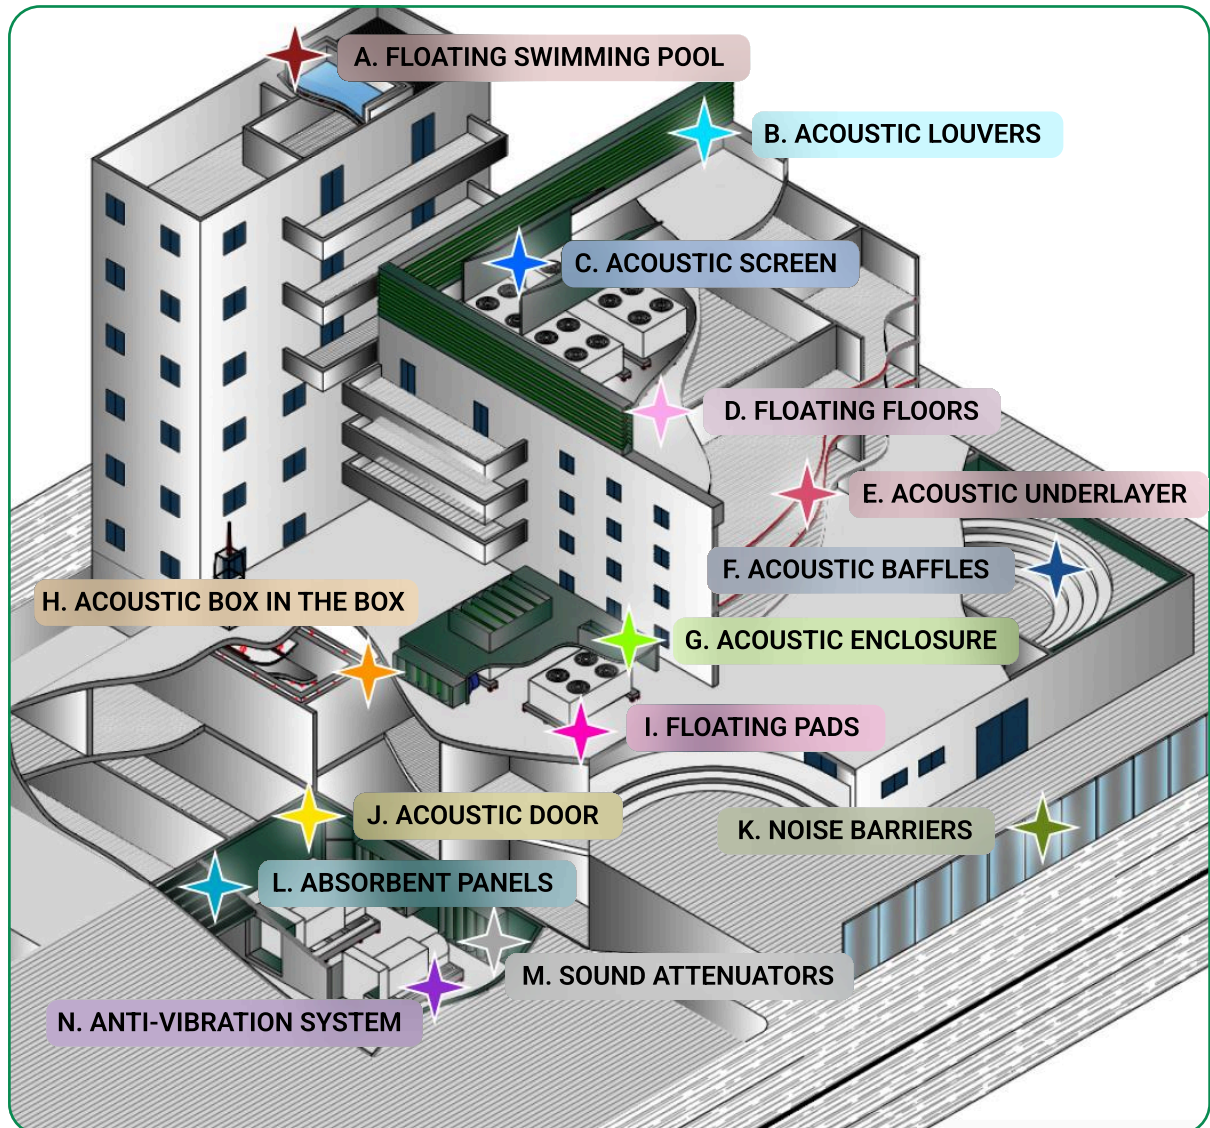 A. FLOATING SWIMMING POOL
B. ACOUSTIC LOUVERS
C. ACOUSTIC SCREEN
D. FLOATING FLOORS
E. ACOUSTIC UNDERLAYER
F. ACOUSTIC BAFFLES
H. ACOUSTIC BOX IN THE BOX
G. ACOUSTIC ENCLOSURE
I. FLOATING PADS
J. ACOUSTIC DOOR
K. NOISE BARRIERS
L. ABSORBENT PANELS
M. SOUND ATTENUATORS
N. ANTI-VIBRATION SYSTEM